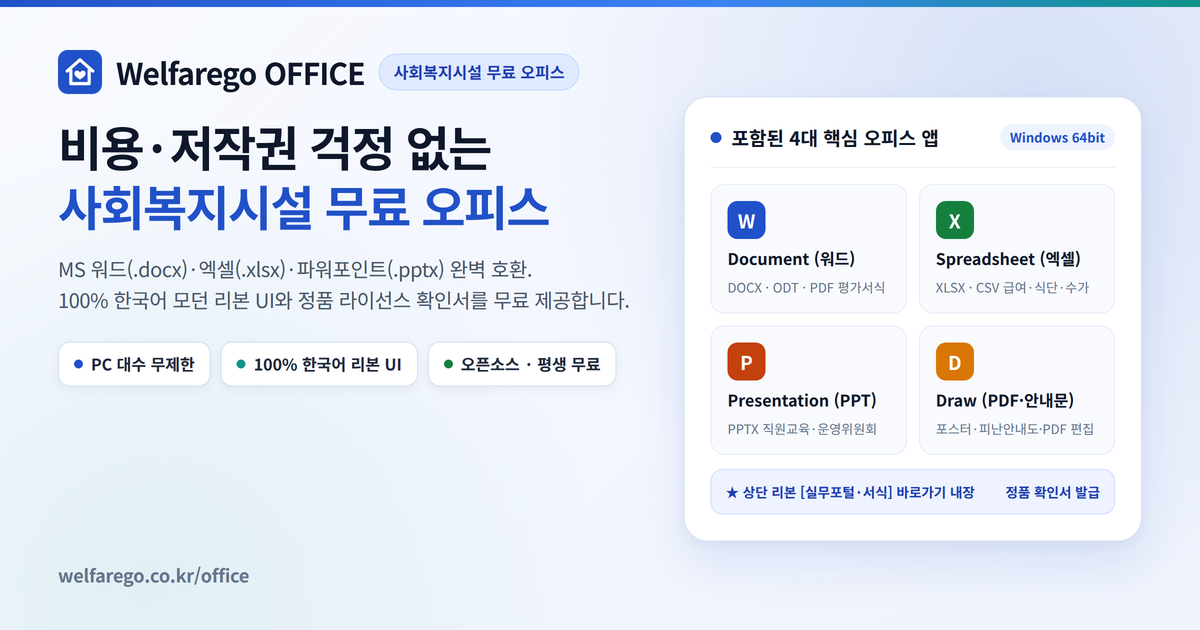 Welfarego OFFICE
사회복지시설 무료 오피스
비용·저작권 걱정 없는
사회복지시설 무료 오피스
MS 워드(.docx)·엑셀(.xlsx)·파워포인트(.pptx) 완벽 호환.
100% 한국어 모던 리본 UI와 정품 라이선스 확인서를 무료 제공합니다.
PC 대수 무제한
100% 한국어 리본 UI
오픈소스 · 평생 무료
welfarego.co.kr/office
포함된 4대 핵심 오피스 앱
Windows 64bit
W
Document (워드)
DOCX · ODT · PDF 평가서식
X
Spreadsheet (엑셀)
XLSX · CSV 급여·식단·수가
P
Presentation (PPT)
PPTX 직원교육·운영위원회
D
Draw (PDF·안내문)
포스터·피난안내도·PDF 편집
★ 상단 리본 [실무포털·서식] 바로가기 내장
정품 확인서 발급